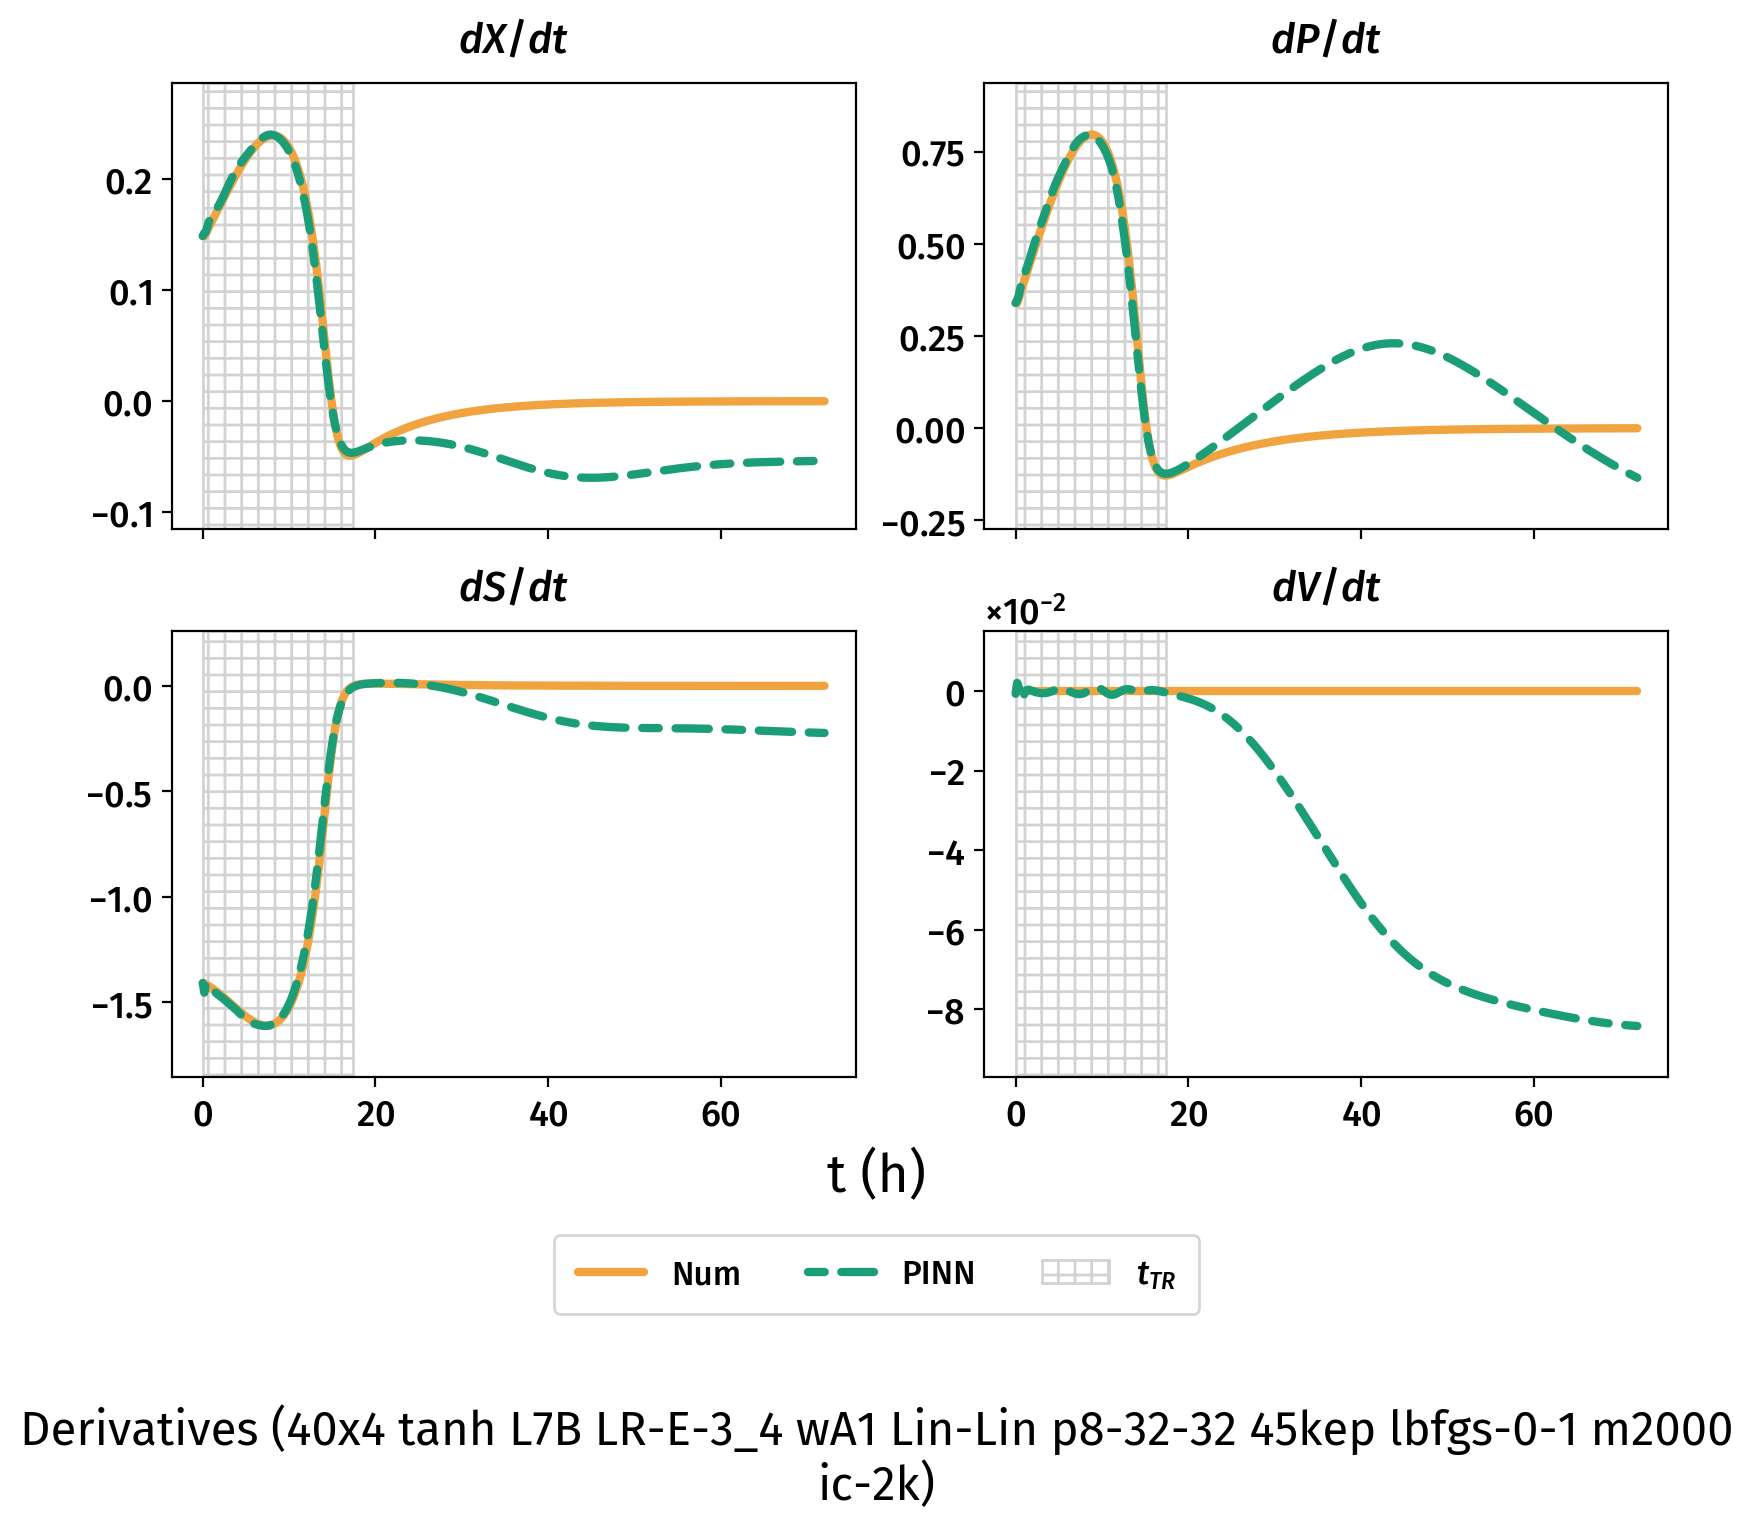 dX/dt
dP/dt
0.2
0.1
0.0
−0.1
0.75
0.50
0.25
0.00
−0.25
dS/dt
dV/dt
×10⁻²
0.0
−0.5
−1.0
−1.5
0
−2
−4
−6
−8
0 20 40 60
0 20 40 60
t (h)
Num PINN t_TR
Derivatives (40x4 tanh L7B LR-E-3_4 wA1 Lin-Lin p8-32-32 45kep lbfgs-0-1 m2000
ic-2k)